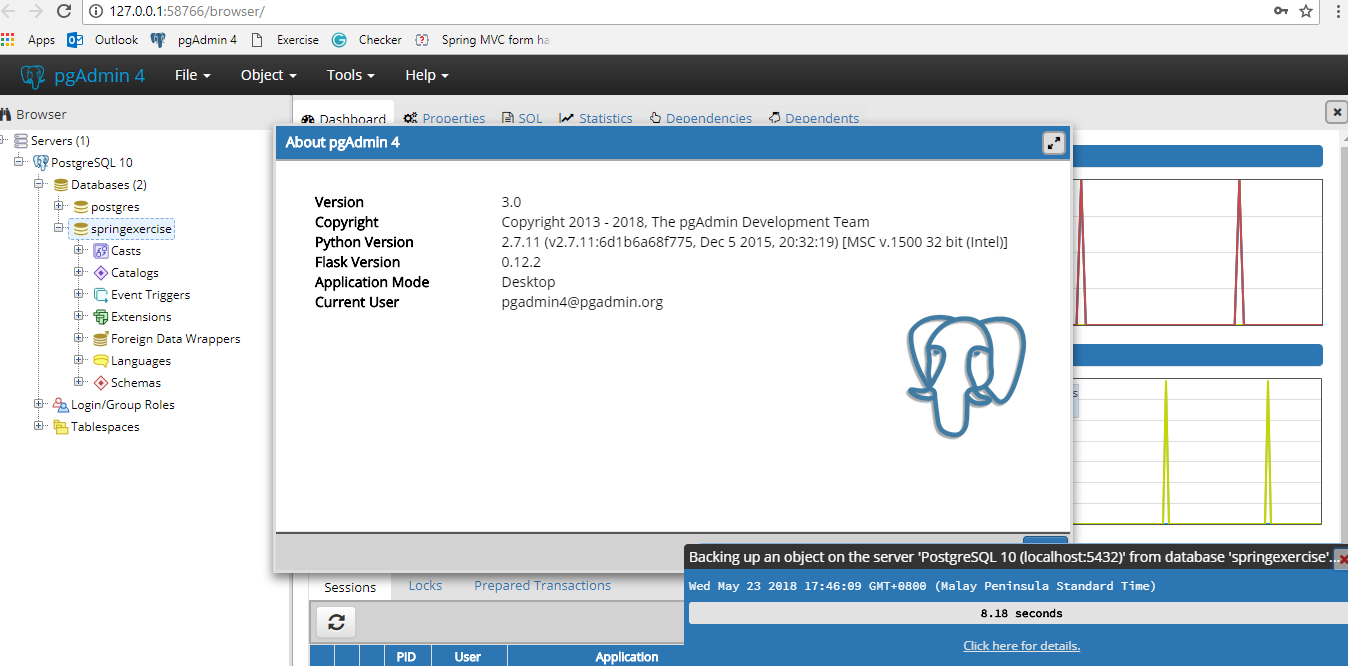 127.0.0.1:58766/browser/
Apps Outlook pgAdmin 4 Exercise Checker Spring MVC form ha
pgAdmin 4 File Object Tools Help
Browser
Dashboard Properties SQL Statistics Dependencies Dependents
Servers (1)
PostgreSQL 10
Databases (2)
postgres
springexercise
Casts
Catalogs
Event Triggers
Extensions
Foreign Data Wrappers
Languages
Schemas
Login/Group Roles
Tablespaces
About pgAdmin 4
Version 3.0
Copyright Copyright 2013 - 2018, The pgAdmin Development Team
Python Version 2.7.11 (v2.7.11:6d1b6a68f775, Dec 5 2015, 20:32:19) [MSC v.1500 32 bit (Intel)]
Flask Version 0.12.2
Application Mode Desktop
Current User pgadmin4@pgadmin.org
Backing up an object on the server 'PostgreSQL 10 (localhost:5432)' from database 'springexercise'...
Wed May 23 2018 17:46:09 GMT+0800 (Malay Peninsula Standard Time)
8.18 seconds
Click here for details.
Sessions Locks Prepared Transactions
PID User Application